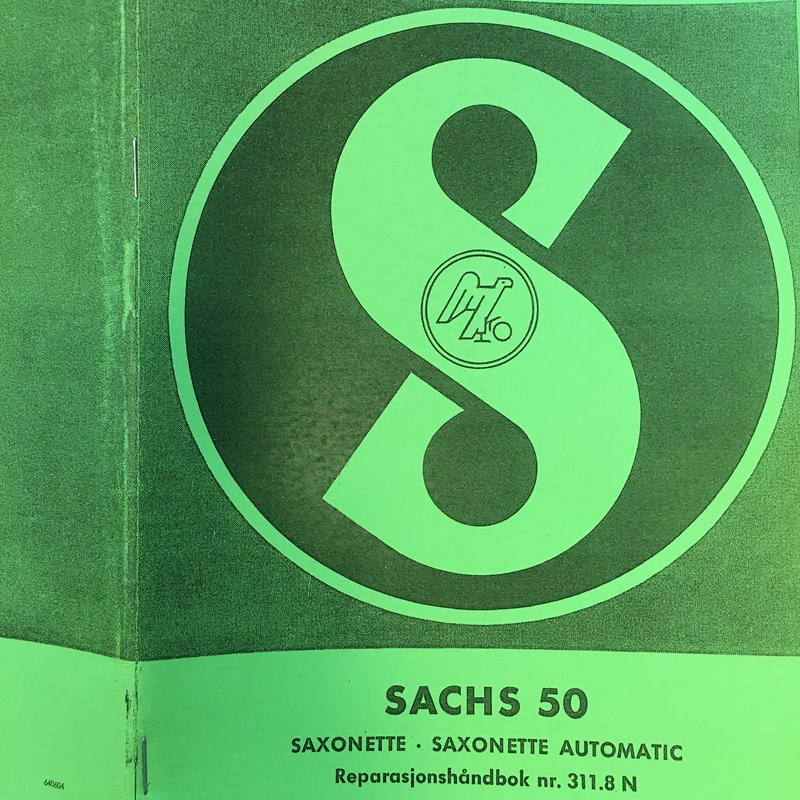 SACHS 50
SAXONETTE · SAXONETTE AUTOMATIC
Reparasjonshåndbok nr. 311.8 N
640604